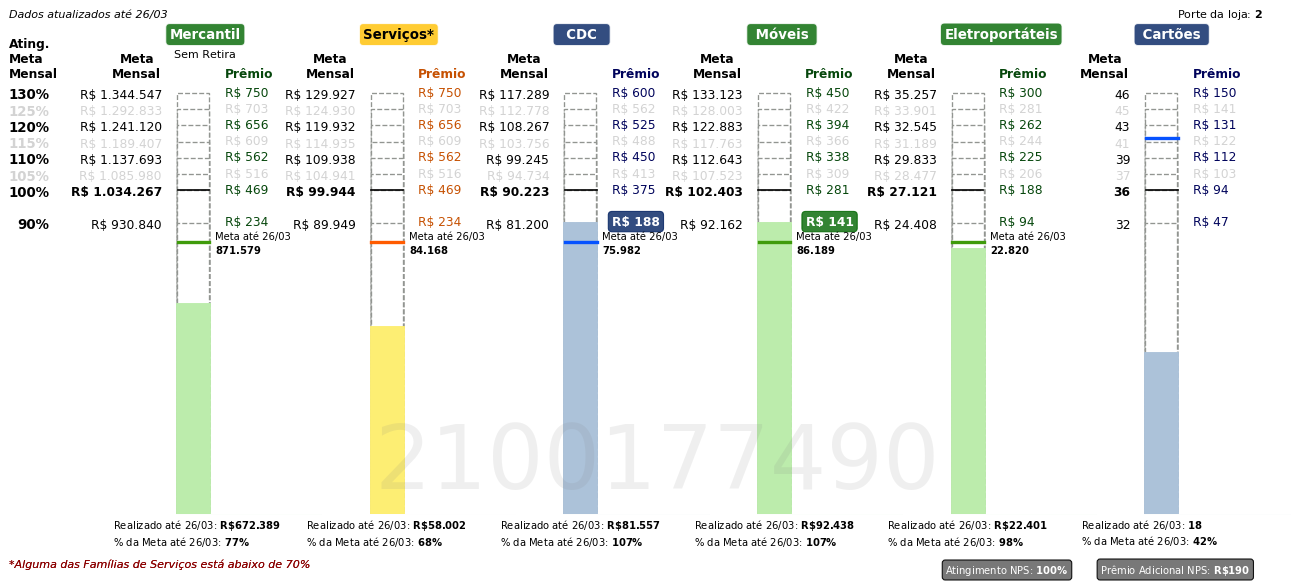 Dados atualizados até 26/03
Porte da loja: 2
Mercantil Serviços* CDC Móveis Eletroportáteis Cartões
Sem Retira
Ating. Meta Mensal
Meta Mensal Prêmio Meta Mensal Prêmio Meta Mensal Prêmio Meta Mensal Prêmio Meta Mensal Prêmio Meta Mensal Prêmio
130% R$ 1.344.547 R$ 750 R$ 129.927 R$ 750 R$ 117.289 R$ 600 R$ 133.123 R$ 450 R$ 35.257 R$ 300 46 R$ 150
125% R$ 1.292.833 R$ 703 R$ 124.930 R$ 703 R$ 112.778 R$ 562 R$ 128.003 R$ 422 R$ 33.901 R$ 281 45 R$ 141
120% R$ 1.241.120 R$ 656 R$ 119.932 R$ 656 R$ 108.267 R$ 525 R$ 122.883 R$ 394 R$ 32.545 R$ 262 43 R$ 131
115% R$ 1.189.407 R$ 609 R$ 114.935 R$ 609 R$ 103.756 R$ 488 R$ 117.763 R$ 366 R$ 31.189 R$ 244 41 R$ 122
110% R$ 1.137.693 R$ 562 R$ 109.938 R$ 562 R$ 99.245 R$ 450 R$ 112.643 R$ 338 R$ 29.833 R$ 225 39 R$ 112
105% R$ 1.085.980 R$ 516 R$ 104.941 R$ 516 R$ 94.734 R$ 413 R$ 107.523 R$ 309 R$ 28.477 R$ 206 37 R$ 103
100% R$ 1.034.267 R$ 469 R$ 99.944 R$ 469 R$ 90.223 R$ 375 R$ 102.403 R$ 281 R$ 27.121 R$ 188 36 R$ 94
90% R$ 930.840 R$ 234 R$ 89.949 R$ 234 R$ 81.200 R$ 188 R$ 92.162 R$ 141 R$ 24.408 R$ 94 32 R$ 47
Meta até 26/03 Meta até 26/03 Meta até 26/03 Meta até 26/03 Meta até 26/03
871.579 84.168 75.982 86.189 22.820
2100177490
Realizado até 26/03: R$672.389 Realizado até 26/03: R$58.002 Realizado até 26/03: R$81.557 Realizado até 26/03: R$92.438 Realizado até 26/03: R$22.401 Realizado até 26/03: 18
% da Meta até 26/03: 77% % da Meta até 26/03: 68% % da Meta até 26/03: 107% % da Meta até 26/03: 107% % da Meta até 26/03: 98% % da Meta até 26/03: 42%
*Alguma das Famílias de Serviços está abaixo de 70%
Atingimento NPS: 100% Prêmio Adicional NPS: R$190